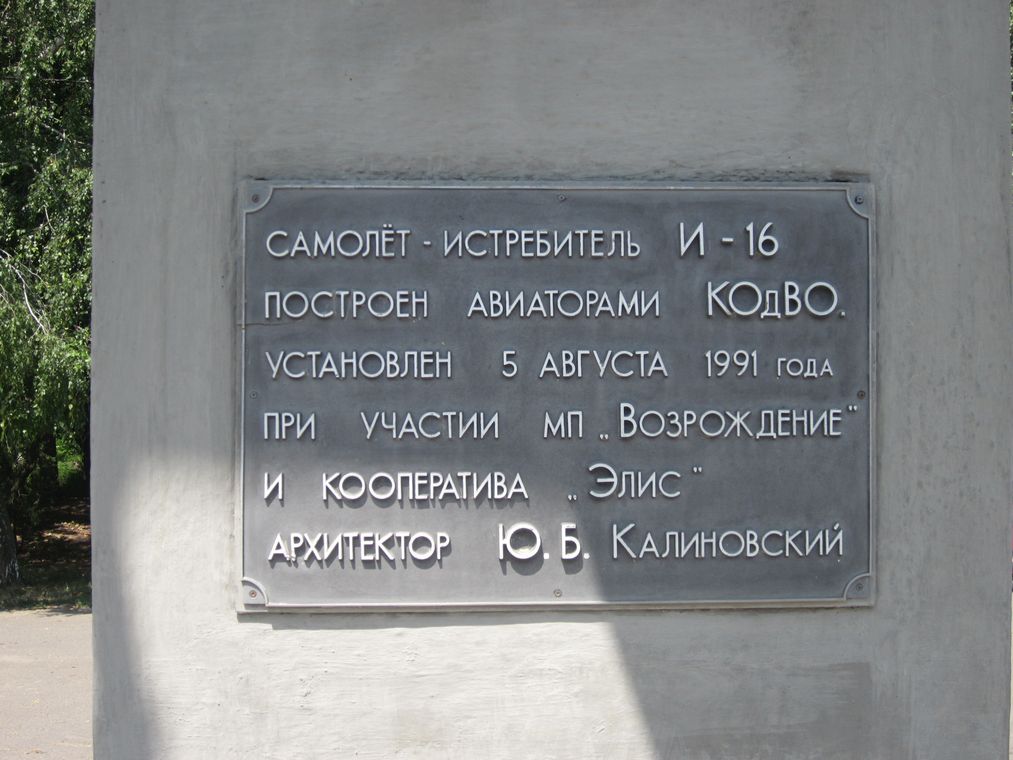 САМОЛЁТ - ИСТРЕБИТЕЛЬ И - 16
ПОСТРОЕН АВИАТОРАМИ КОдВО.
УСТАНОВЛЕН 5 АВГУСТА 1991 ГОДА
ПРИ УЧАСТИИ МП „ВОЗРОЖДЕНИЕ"
И КООПЕРАТИВА „ЭЛИС"
АРХИТЕКТОР Ю. Б. КАЛИНОВСКИЙ